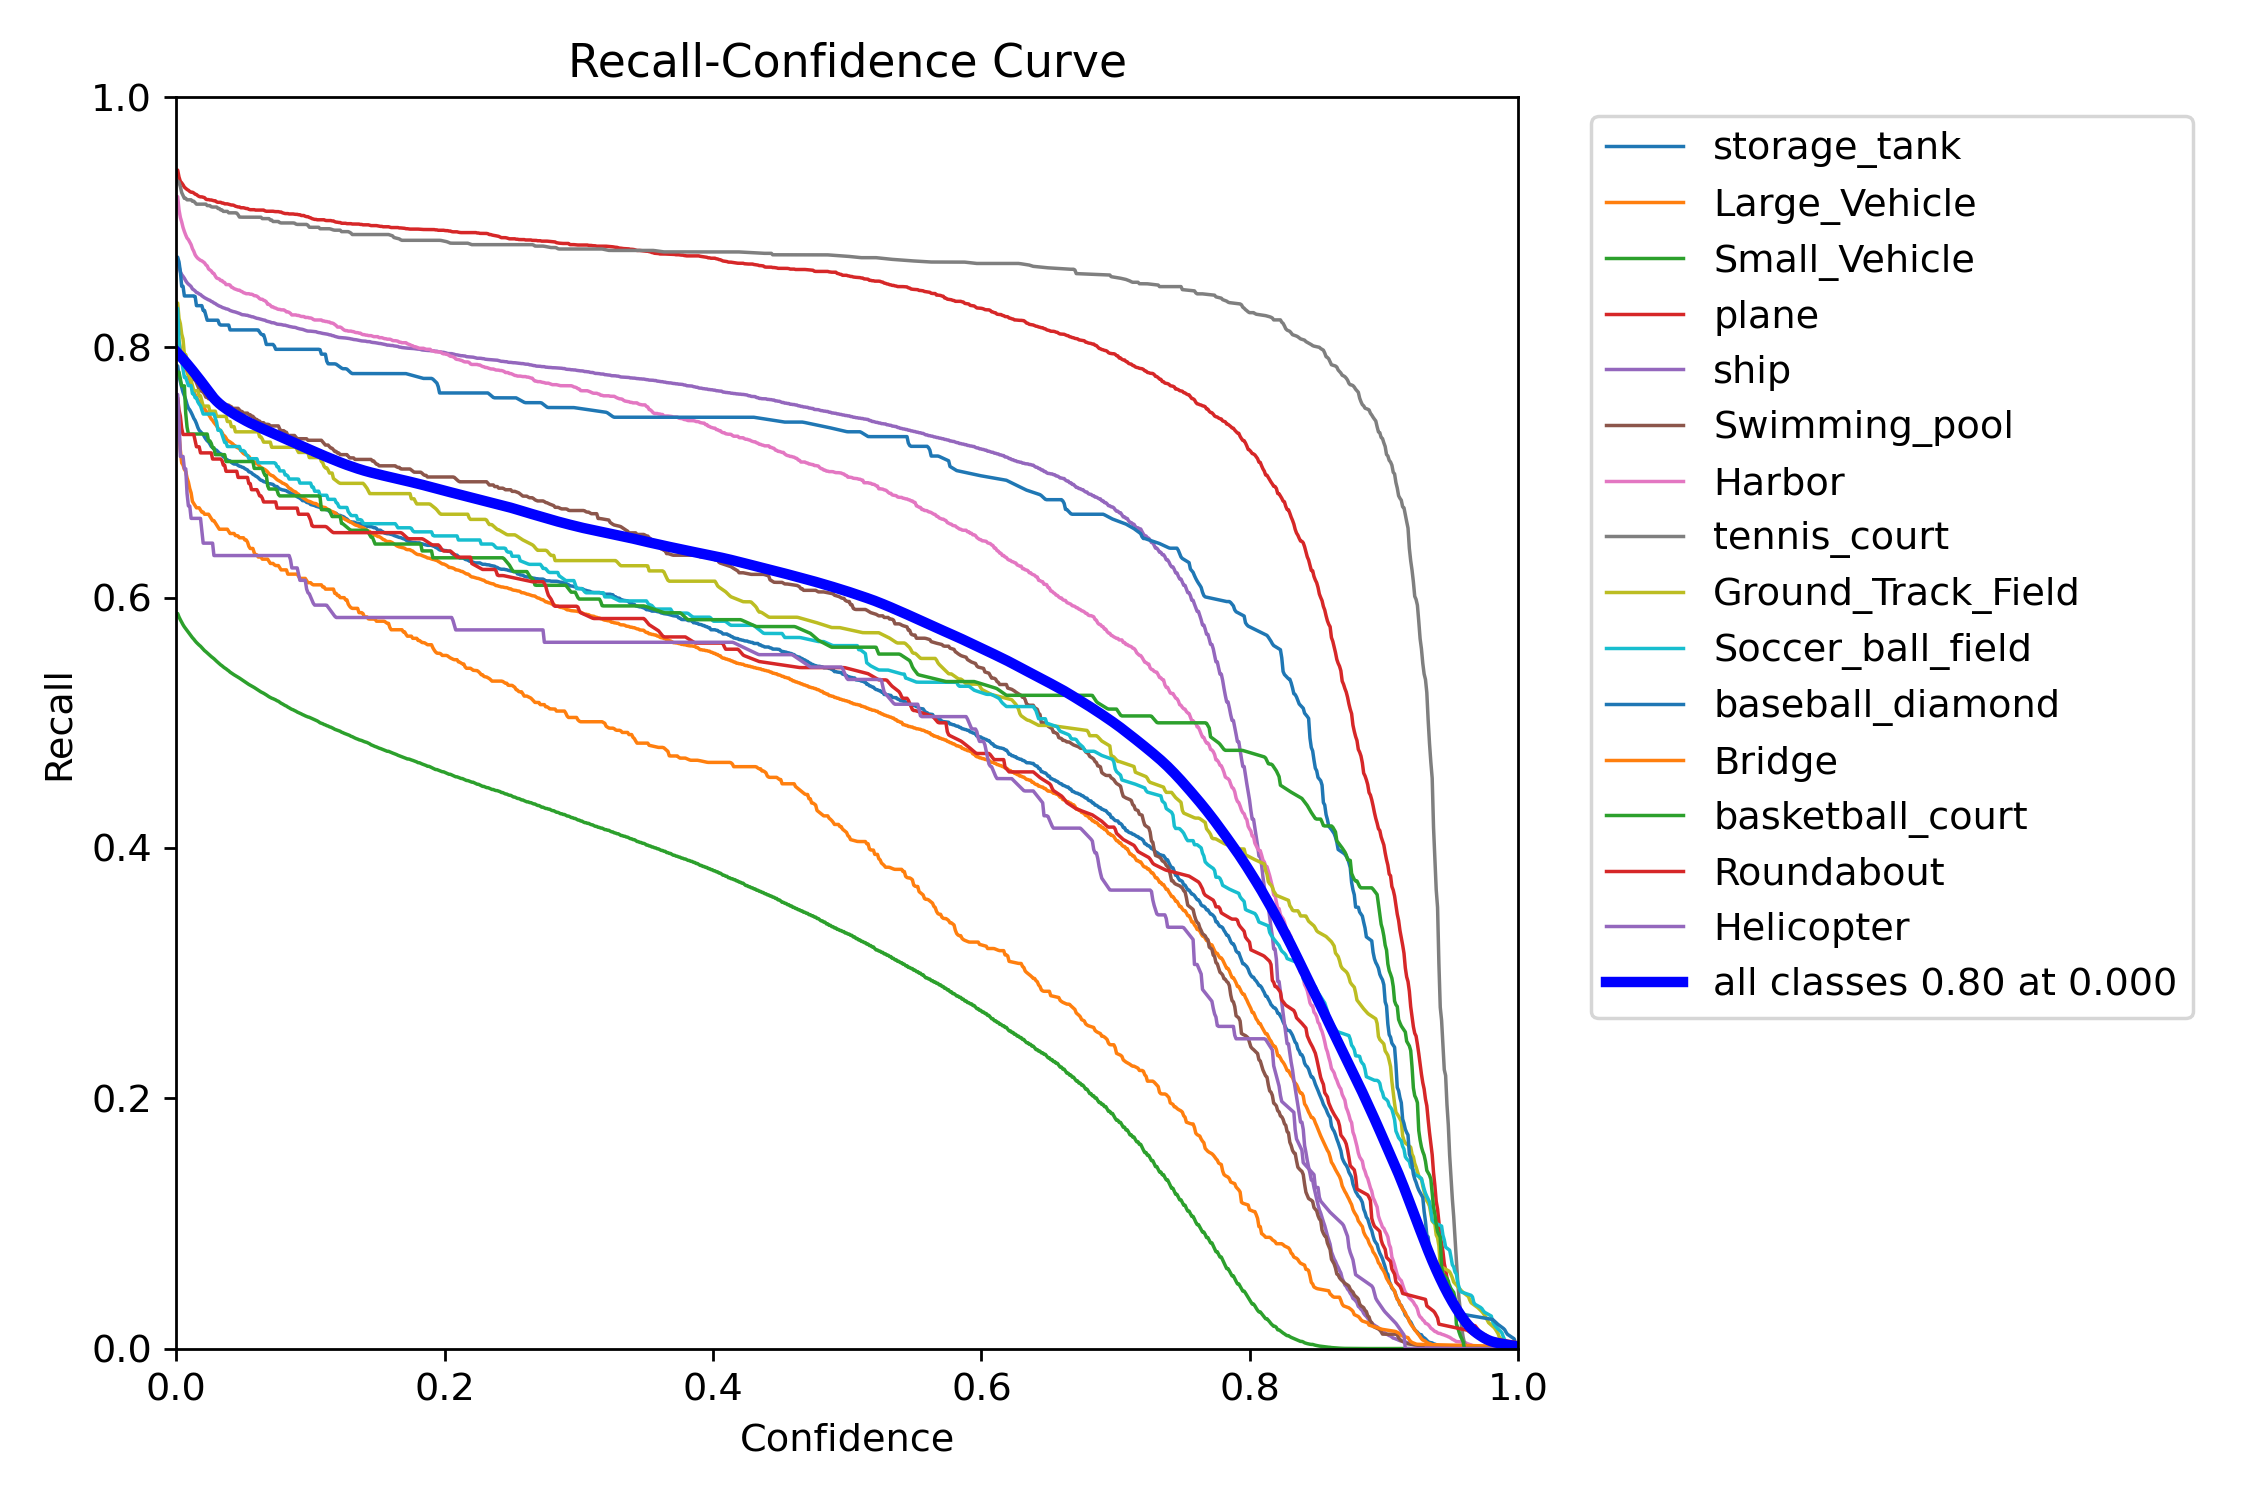 Recall-Confidence Curve
1.0
0.8
0.6
0.4
0.2
0.0
Recall
0.0 0.2 0.4 0.6 0.8 1.0
Confidence
storage_tank
Large_Vehicle
Small_Vehicle
plane
ship
Swimming_pool
Harbor
tennis_court
Ground_Track_Field
Soccer_ball_field
baseball_diamond
Bridge
basketball_court
Roundabout
Helicopter
all classes 0.80 at 0.000